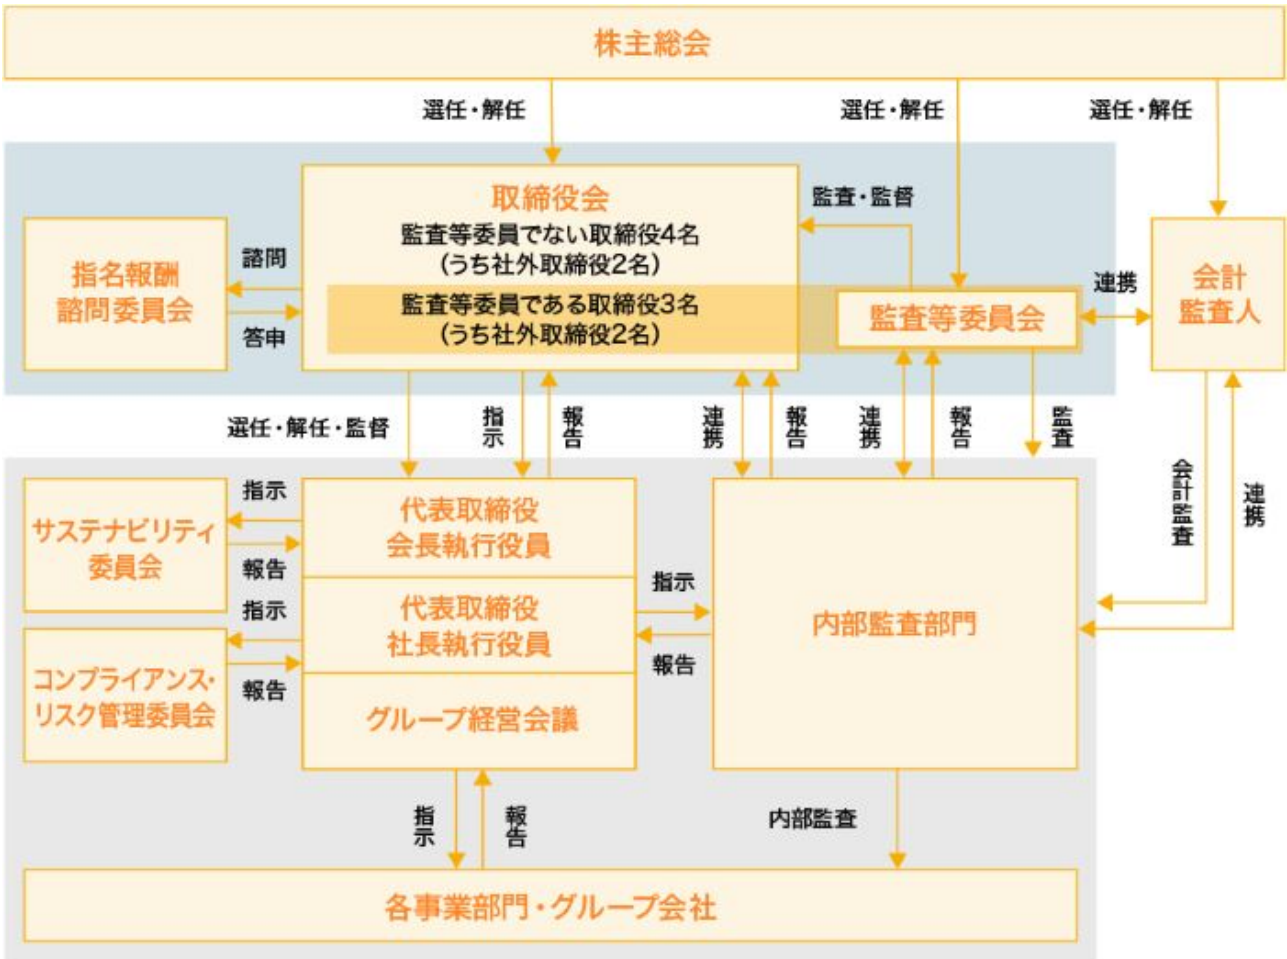 株主総会
選任・解任
選任・解任
選任・解任
取締役会
監査等委員でない取締役4名
(うち社外取締役2名)
監査等委員である取締役3名
(うち社外取締役2名)
監査・監督
監査等委員会
指名報酬
諮問委員会
諮問
答申
連携
会計
監査人
選任・解任・監督
指示
報告
連携
報告
連携
報告
監査
会計監査
連携
サステナビリティ
委員会
指示
報告
代表取締役
会長執行役員
代表取締役
社長執行役員
グループ経営会議
指示
報告
コンプライアンス・
リスク管理委員会
指示
報告
内部監査部門
指示
報告
内部監査
各事業部門・グループ会社